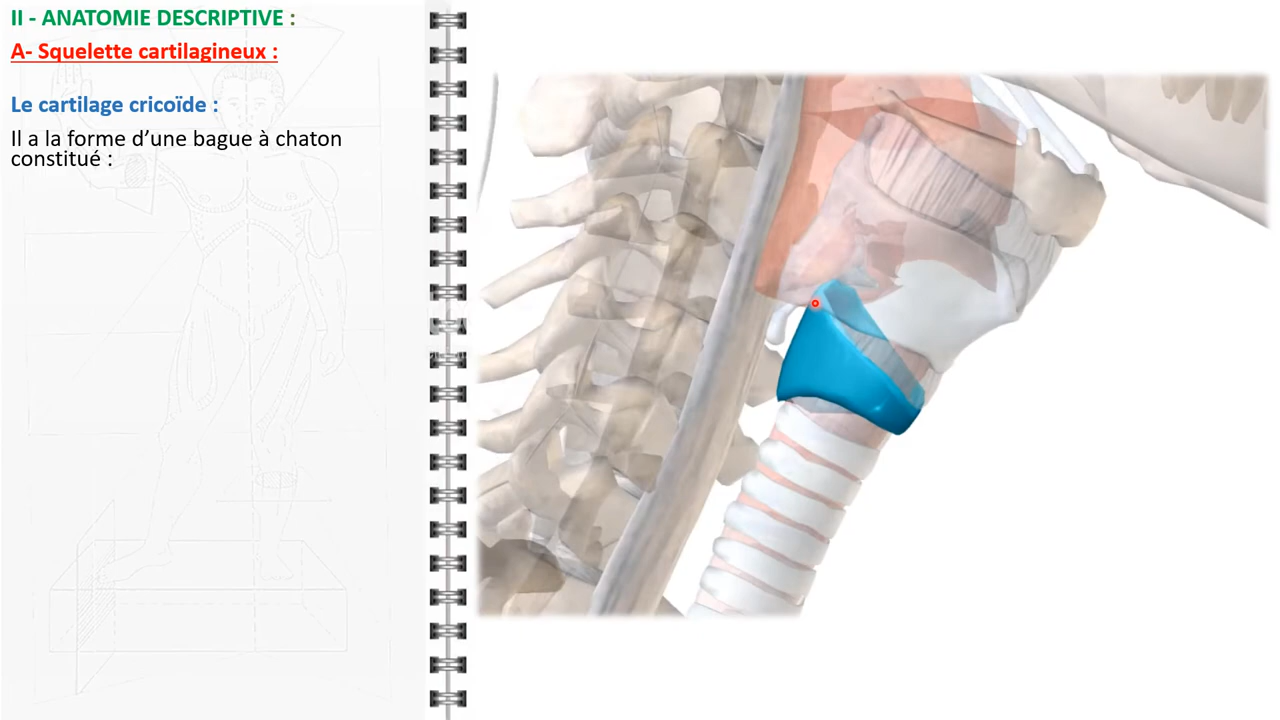 II - ANATOMIE DESCRIPTIVE :
A- Squelette cartilagineux :
Le cartilage cricoïde :
Il a la forme d’une bague à chaton
constitué :